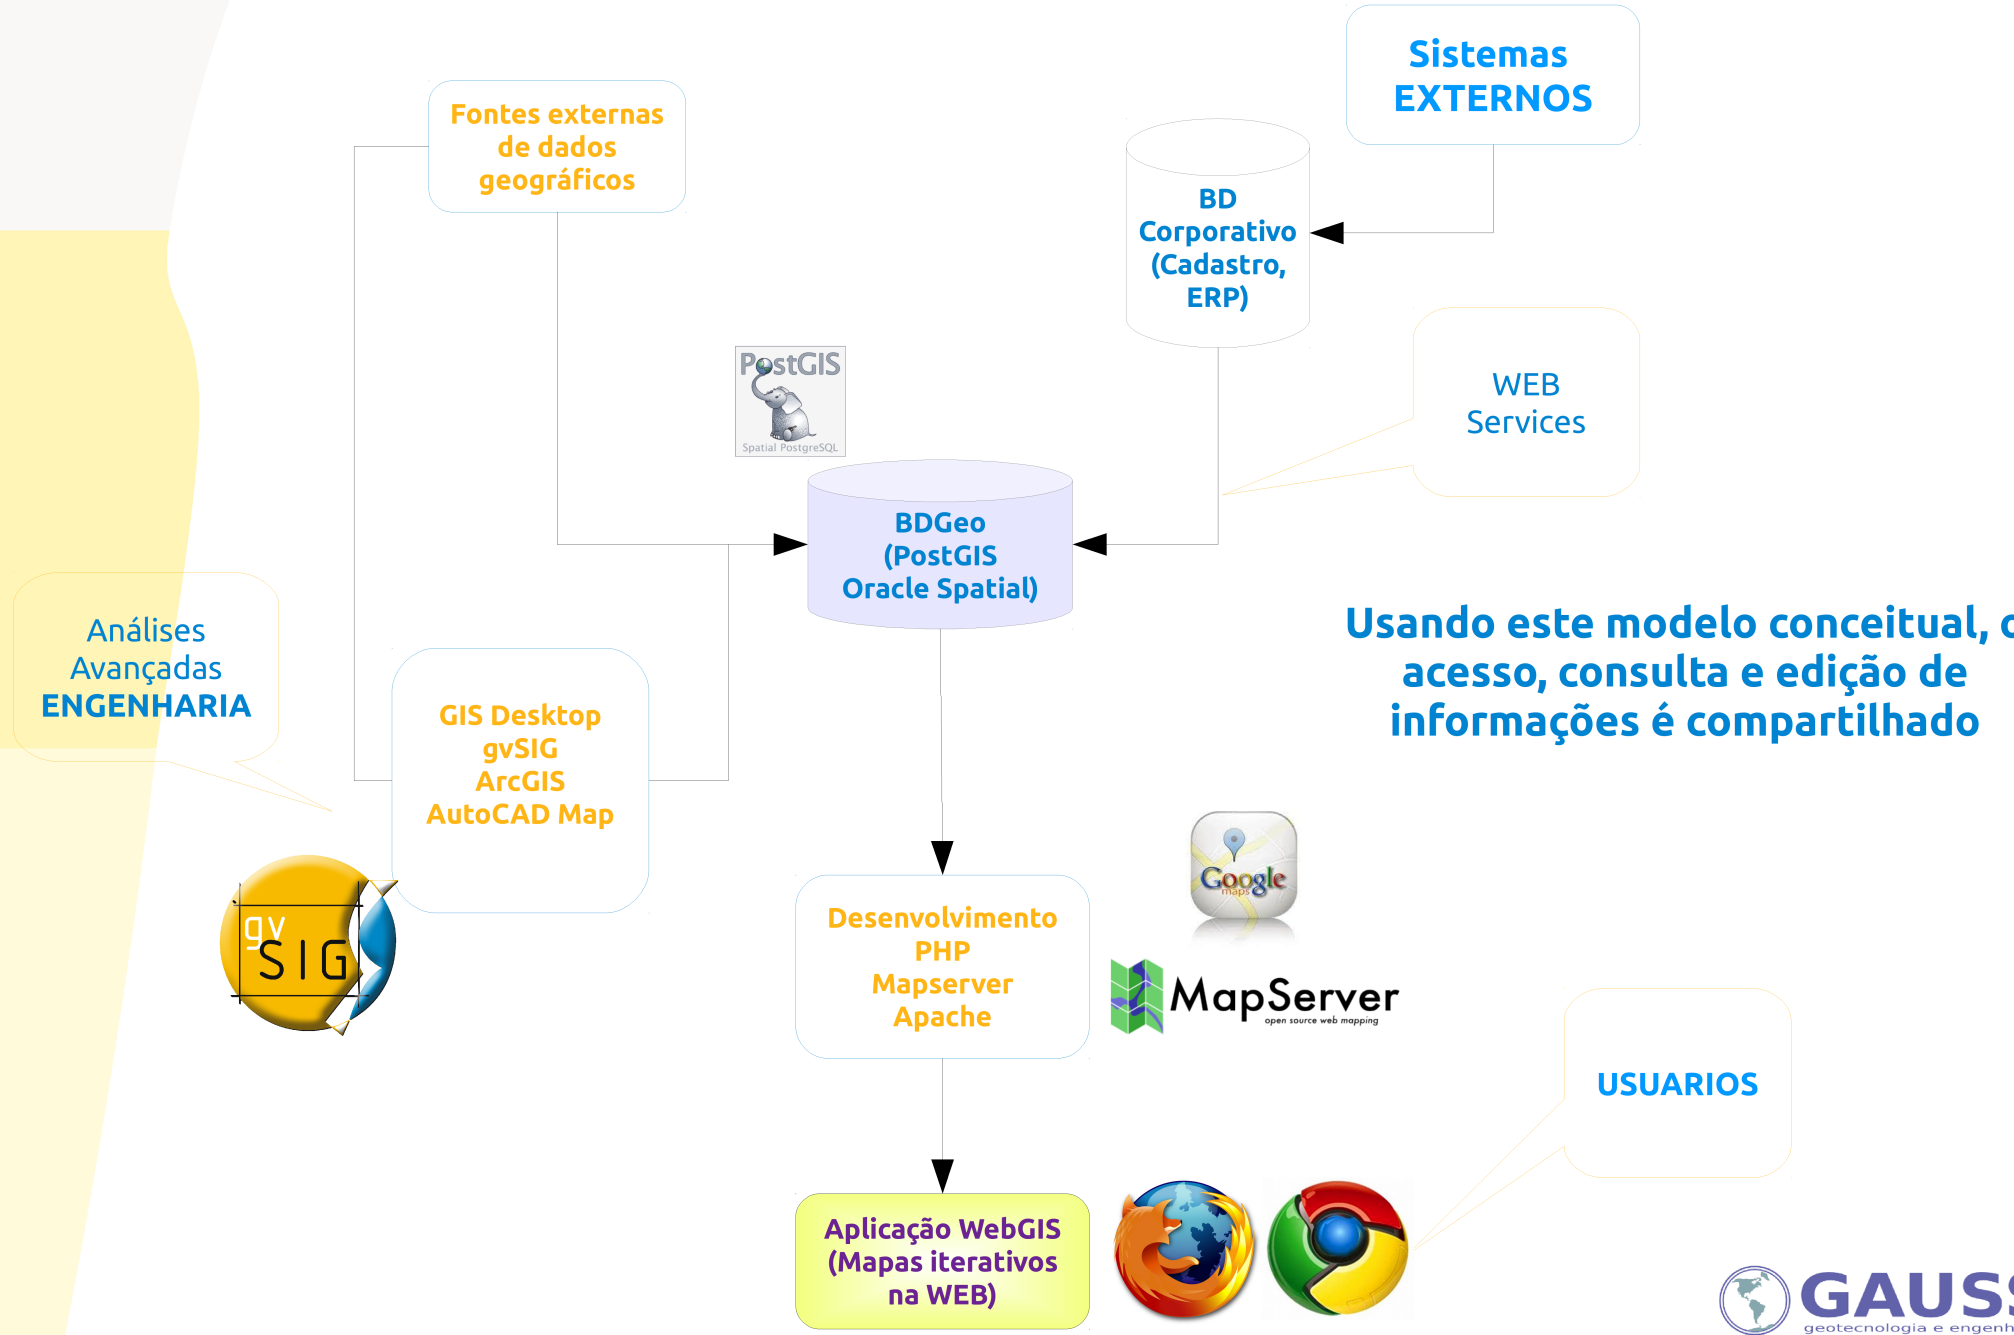 Sistemas
EXTERNOS
Fontes externas
de dados
geográficos
BD
Corporativo
(Cadastro,
ERP)
WEB
Services
PostGIS
Spatial PostgreSQL
BDGeo
(PostGIS
Oracle Spatial)
Análises
Avançadas
ENGENHARIA
Usando este modelo conceitual,
acesso, consulta e edição de
informações é compartilhado
GIS Desktop
gvSIG
ArcGIS
AutoCAD Map
gv
SIG
Google
maps
Desenvolvimento
PHP
Mapserver
Apache
MapServer
open source web mapping
USUARIOS
Aplicação WebGIS
(Mapas iterativos
na WEB)
GAUSS
geotecnologia e engenh